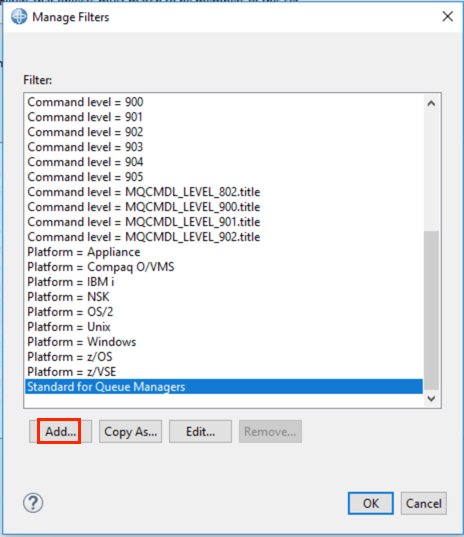 Manage Filters
Filter:
Command level = 900
Command level = 901
Command level = 902
Command level = 903
Command level = 904
Command level = 905
Command level = MQCMDL_LEVEL_802.title
Command level = MQCMDL_LEVEL_900.title
Command level = MQCMDL_LEVEL_901.title
Command level = MQCMDL_LEVEL_902.title
Platform = Appliance
Platform = Compaq O/VMS
Platform = IBM i
Platform = NSK
Platform = OS/2
Platform = Unix
Platform = Windows
Platform = z/OS
Platform = z/VSE
Standard for Queue Managers
Add... Copy As... Edit... Remove...
? OK Cancel